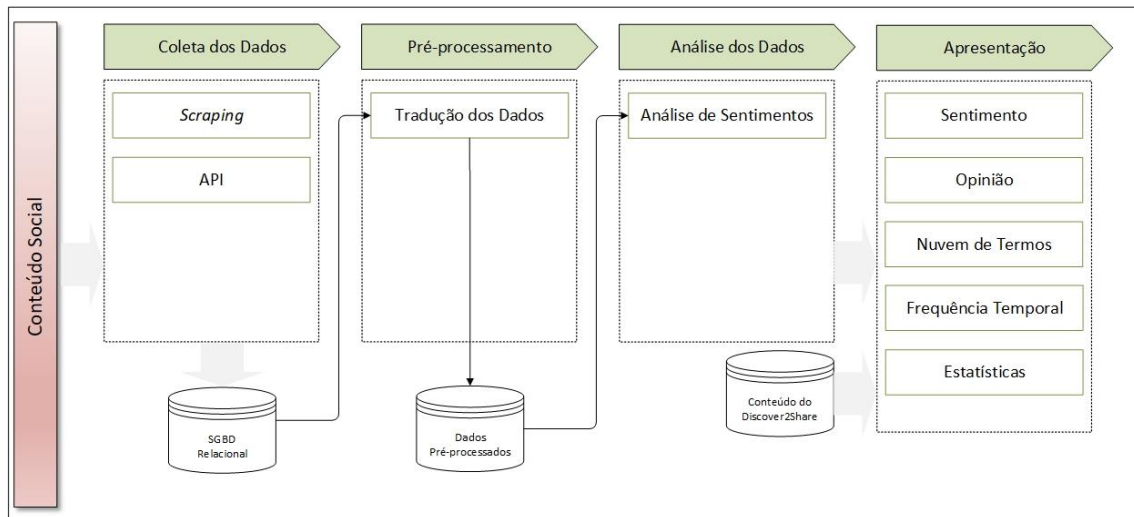 Conteúdo Social
Coleta dos Dados
Scraping
API
SGBD
Relacional
Pré-processamento
Tradução dos Dados
Dados
Pré-processados
Análise dos Dados
Análise de Sentimentos
Conteúdo do
Discover2Share
Apresentação
Sentimento
Opinião
Nuvem de Termos
Frequência Temporal
Estatísticas